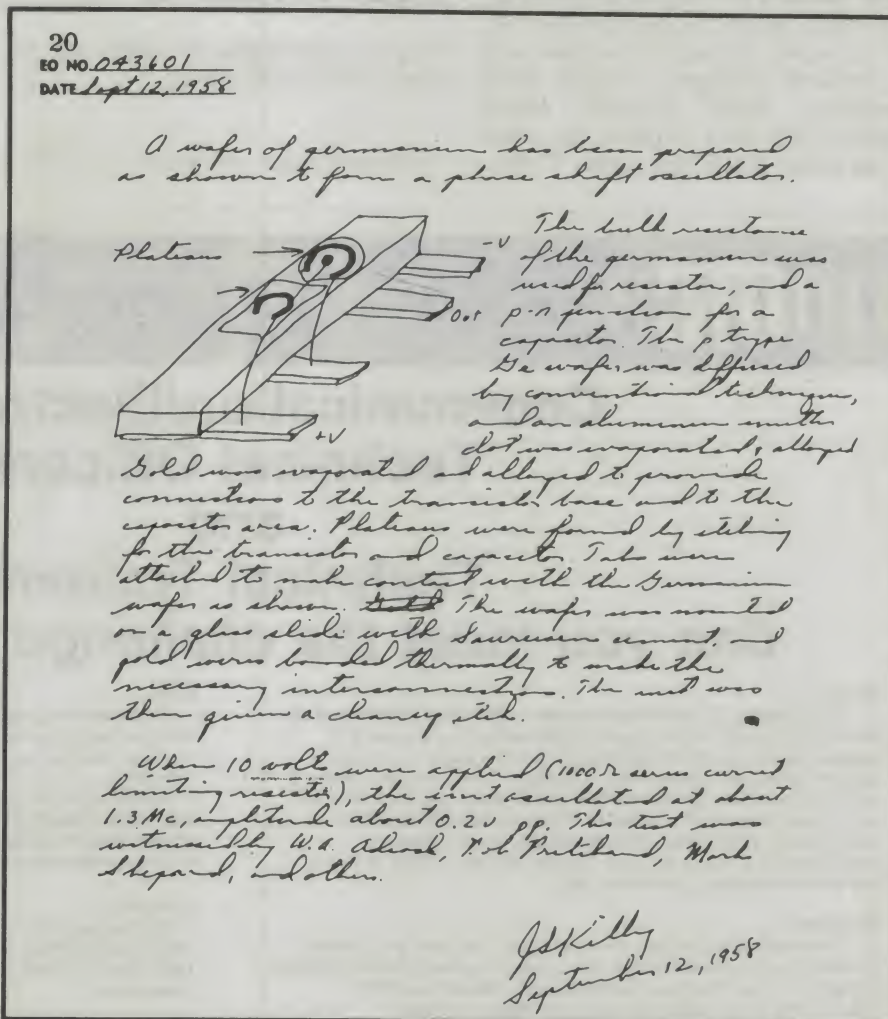 20
EO NO. 043601
DATE Sept 12, 1958
A wafer of germanium has been prepared
as shown to form a phase shift oscillator.
Plateaus
-V
Out
+V
The bulk resistance
of the germanium was
used for resistor, and a
p-n junction for a
capacitor. The p type
Ge wafer was diffused
by conventional technique,
and an aluminum emitter
dot was evaporated & alloyed
Gold was evaporated and alloyed to provide
connections to the transistor base and to the
capacitor area. Plateaus were formed by etching
for the transistor and capacitor. Tabs were
attached to make contact with the Germanium
wafer as shown. Gold The wafer was mounted
on a glass slide with Sauereisen cement, and
gold wires bonded thermally to make the
necessary interconnections. The unit was
then given a cleanup etch.
When 10 volts were applied (1000 Ω series current
limiting resistor), the unit oscillated at about
1.3 Mc, amplitude about 0.2 v pp. This test was
witnessed by W.A. Adcock, Bob Pritchard, Mark
Shepard, and others.
JSKilby
September 12, 1958